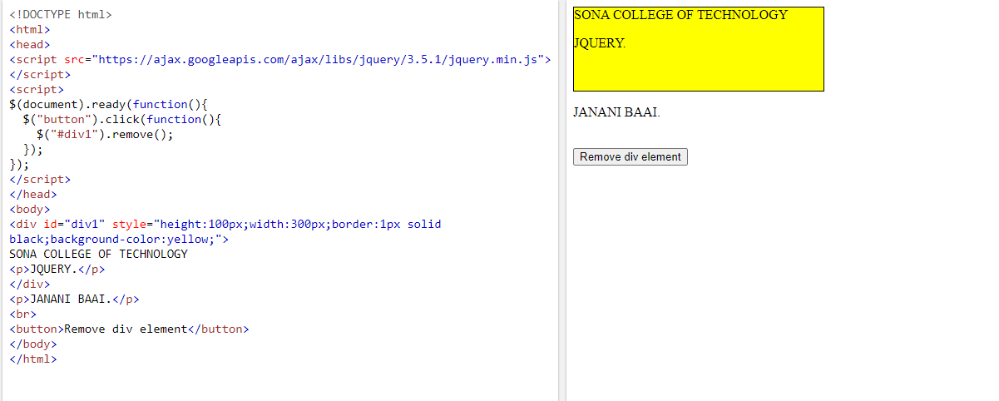 <!DOCTYPE html>
<html>
<head>
<script src="https://ajax.googleapis.com/ajax/libs/jquery/3.5.1/jquery.min.js">
</script>
<script>
$(document).ready(function(){
  $("button").click(function(){
    $("#div1").remove();
  });
});
</script>
</head>
<body>
<div id="div1" style="height:100px;width:300px;border:1px solid
black;background-color:yellow;">
SONA COLLEGE OF TECHNOLOGY
<p>JQUERY.</p>
</div>
<p>JANANI BAAI.</p>
<br>
<button>Remove div element</button>
</body>
</html>
SONA COLLEGE OF TECHNOLOGY
JQUERY.
JANANI BAAI.
Remove div element